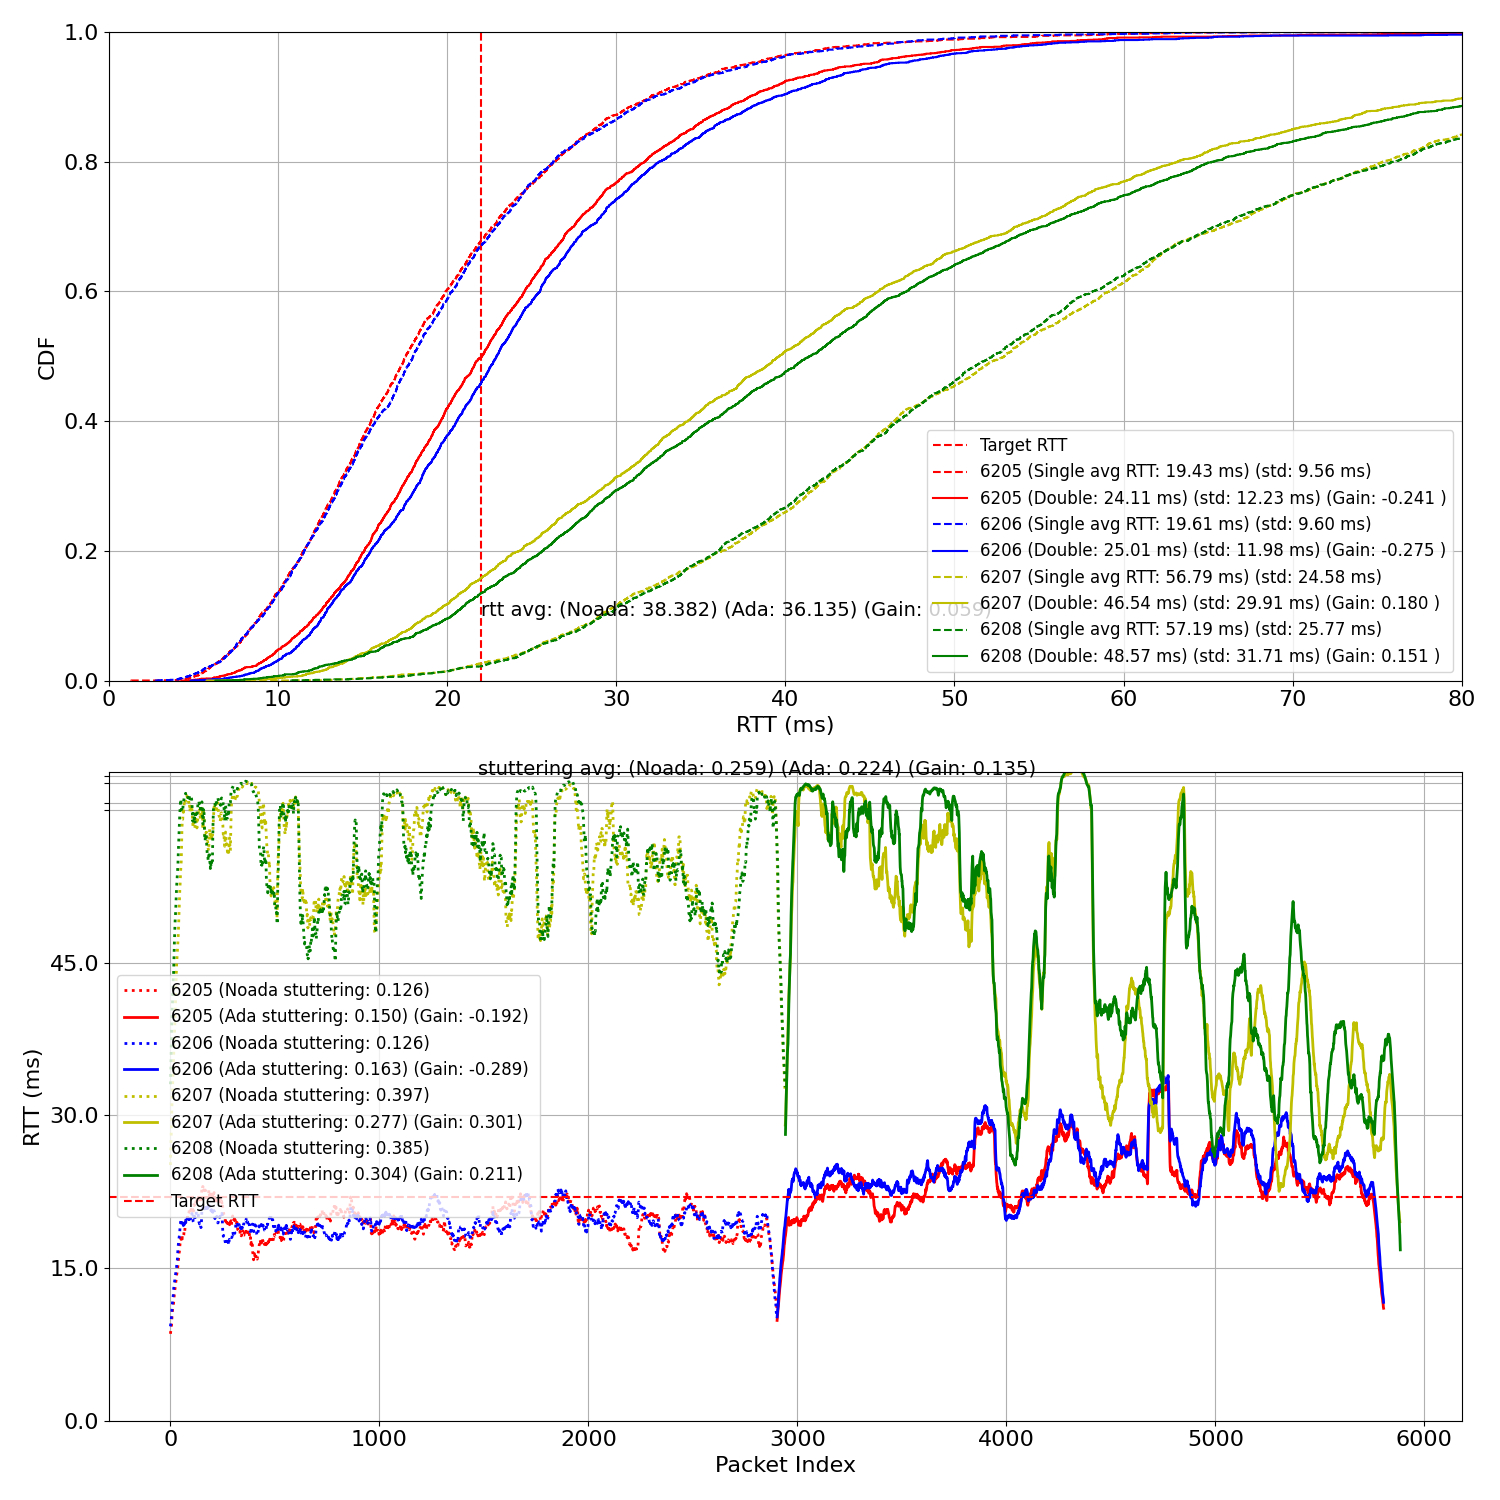 1.0
0.8
0.6
0.4
0.2
0.0
CDF
Target RTT
6205 (Single avg RTT: 19.43 ms) (std: 9.56 ms)
6205 (Double: 24.11 ms) (std: 12.23 ms) (Gain: -0.241 )
6206 (Single avg RTT: 19.61 ms) (std: 9.60 ms)
6206 (Double: 25.01 ms) (std: 11.98 ms) (Gain: -0.275 )
6207 (Single avg RTT: 56.79 ms) (std: 24.58 ms)
6207 (Double: 46.54 ms) (std: 29.91 ms) (Gain: 0.180 )
6208 (Single avg RTT: 57.19 ms) (std: 25.77 ms)
6208 (Double: 48.57 ms) (std: 31.71 ms) (Gain: 0.151 )
rtt avg: (Noada: 38.382) (Ada: 36.135) (Gain: 0.059)
0 10 20 30 40 50 60 70 80
RTT (ms)
stuttering avg: (Noada: 0.259) (Ada: 0.224) (Gain: 0.135)
45.0
30.0
15.0
0.0
RTT (ms)
6205 (Noada stuttering: 0.126)
6205 (Ada stuttering: 0.150) (Gain: -0.192)
6206 (Noada stuttering: 0.126)
6206 (Ada stuttering: 0.163) (Gain: -0.289)
6207 (Noada stuttering: 0.397)
6207 (Ada stuttering: 0.277) (Gain: 0.301)
6208 (Noada stuttering: 0.385)
6208 (Ada stuttering: 0.304) (Gain: 0.211)
Target RTT
0 1000 2000 3000 4000 5000 6000
Packet Index